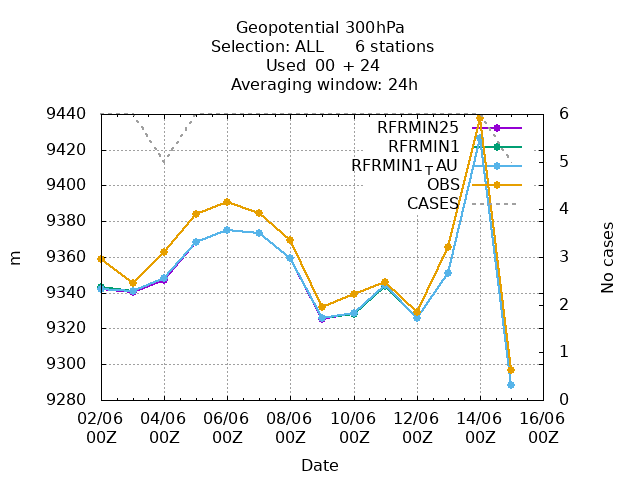 Geopotential 300hPa
Selection: ALL 6 stations
Used 00 + 24
Averaging window: 24h
9440
9420
9400
9380
9360
9340
9320
9300
9280
m
6
5
4
3
2
1
0
No cases
RFRMIN25
RFRMIN1
RFRMIN1TAU
OBS
CASES
02/06 04/06 06/06 08/06 10/06 12/06 14/06 16/06
00Z 00Z 00Z 00Z 00Z 00Z 00Z 00Z
Date